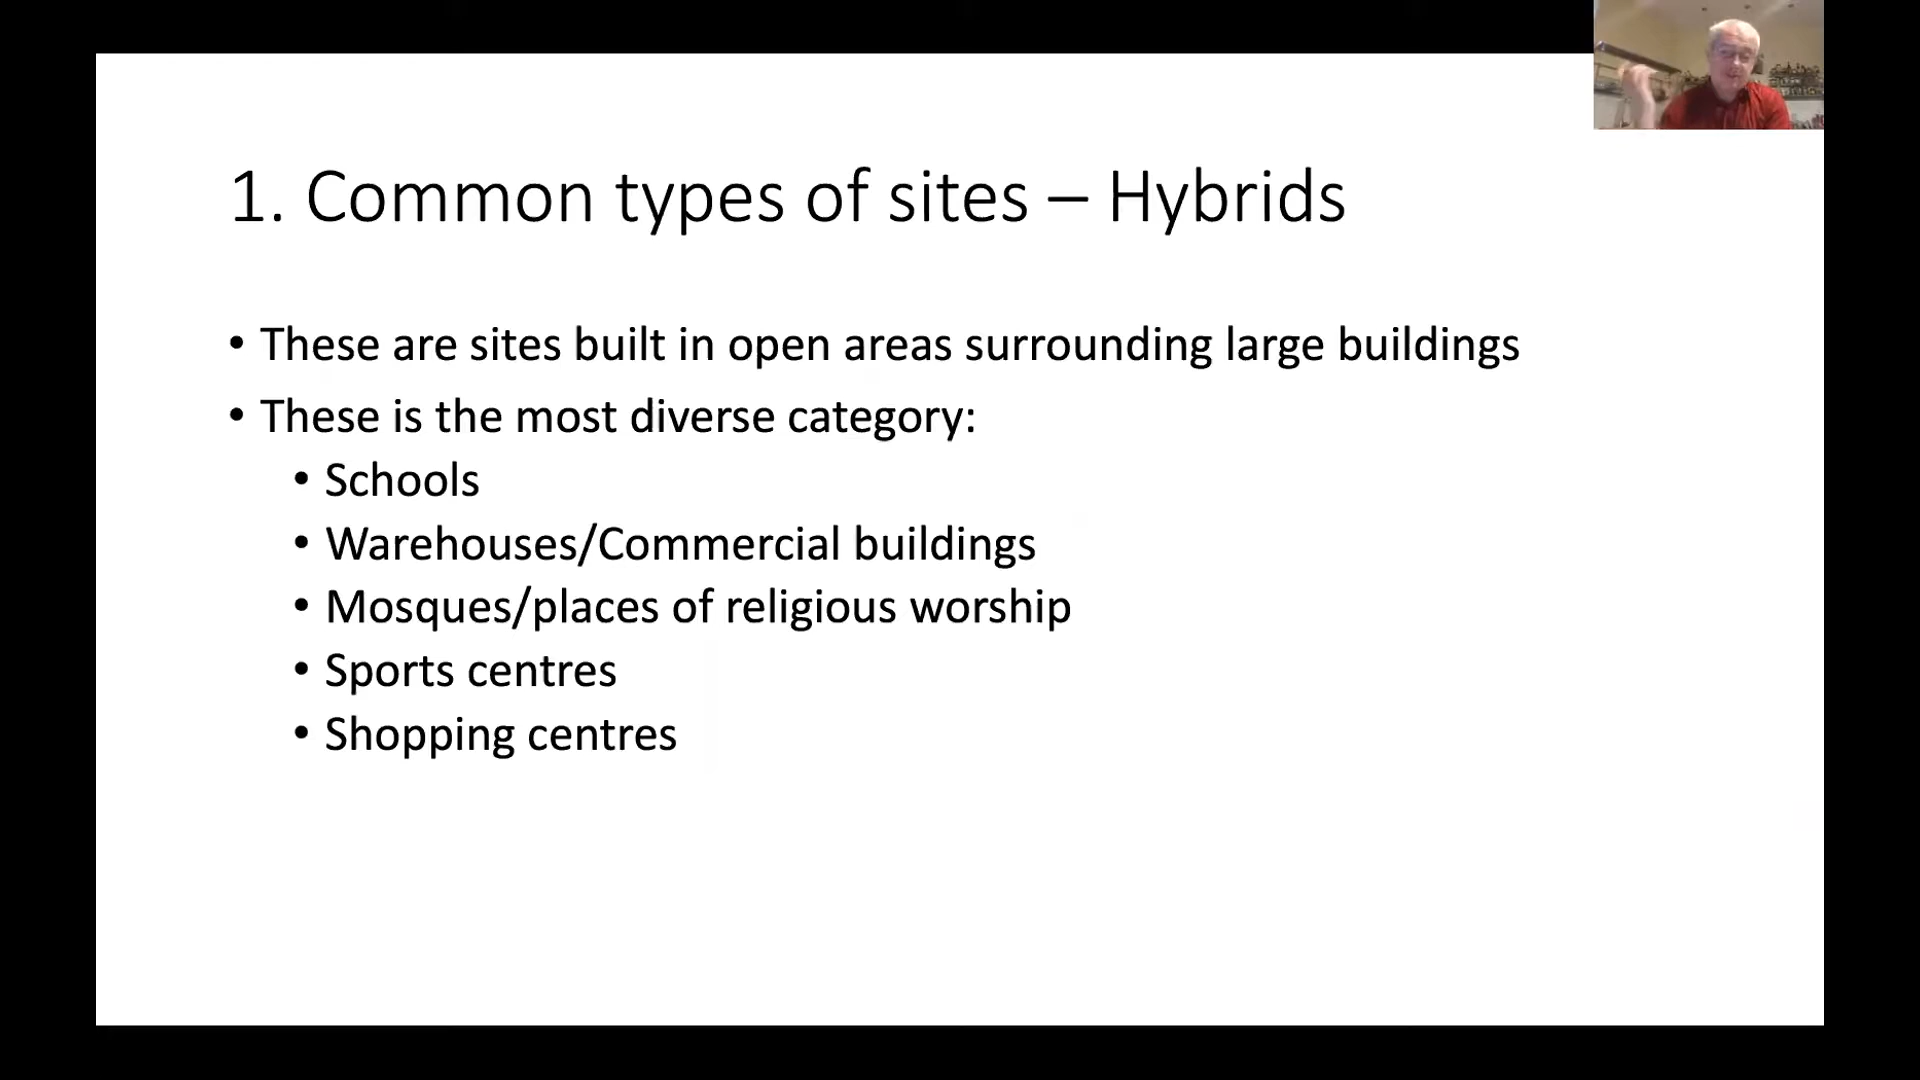 1. Common types of sites – Hybrids
• These are sites built in open areas surrounding large buildings
• These is the most diverse category:
• Schools
• Warehouses/Commercial buildings
• Mosques/places of religious worship
• Sports centres
• Shopping centres